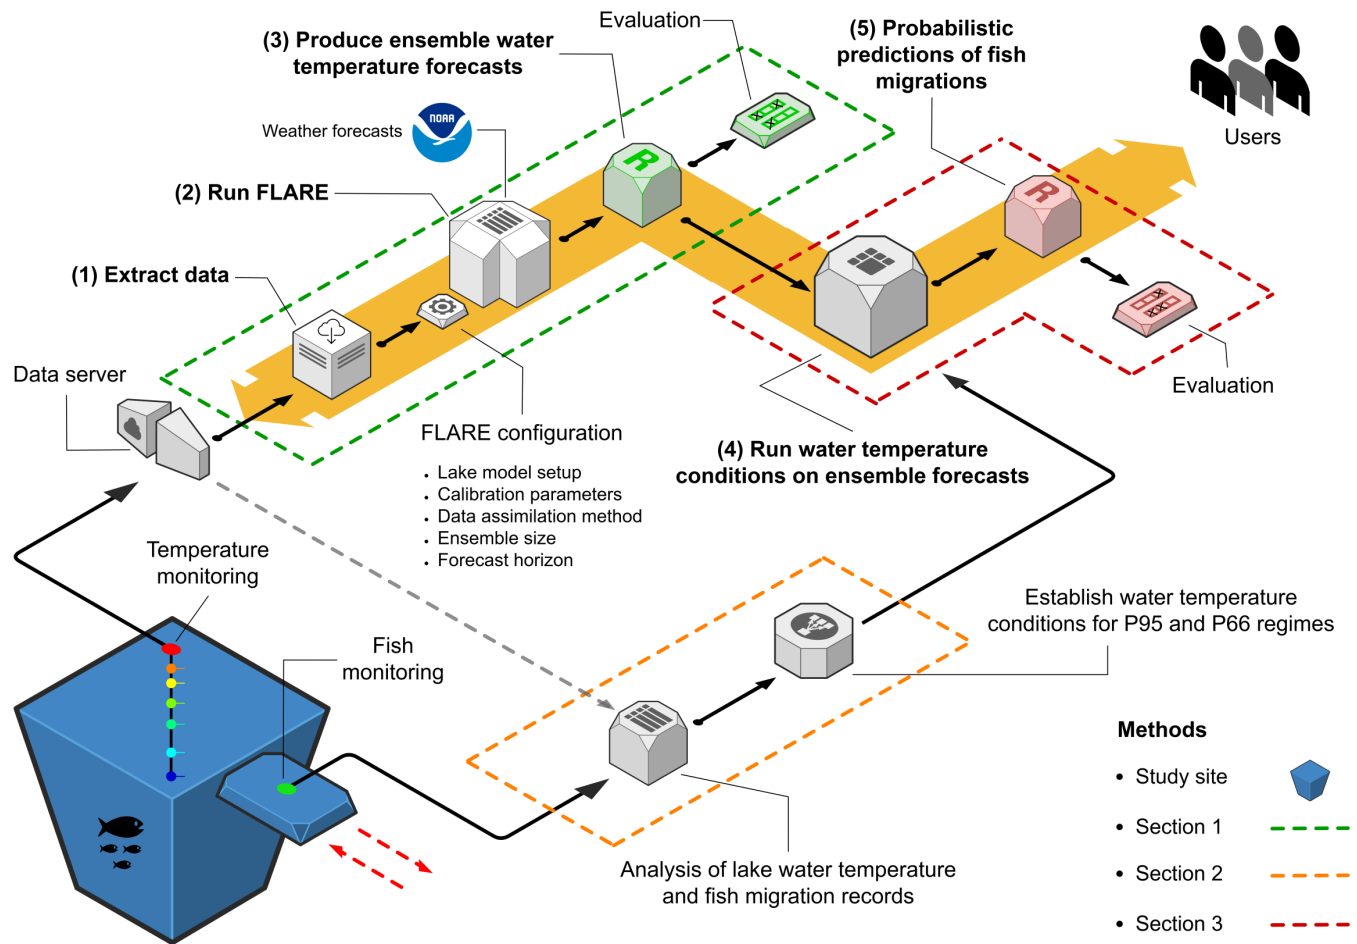 Evaluation
(3) Produce ensemble water
temperature forecasts
(5) Probabilistic
predictions of fish
migrations
Users
Weather forecasts
NOAA
(2) Run FLARE
R
R
(1) Extract data
Data server
Evaluation
FLARE configuration
• Lake model setup
• Calibration parameters
• Data assimilation method
• Ensemble size
• Forecast horizon
(4) Run water temperature
conditions on ensemble forecasts
Temperature
monitoring
Fish
monitoring
Establish water temperature
conditions for P95 and P66 regimes
Analysis of lake water temperature
and fish migration records
Methods
• Study site
• Section 1
• Section 2
• Section 3